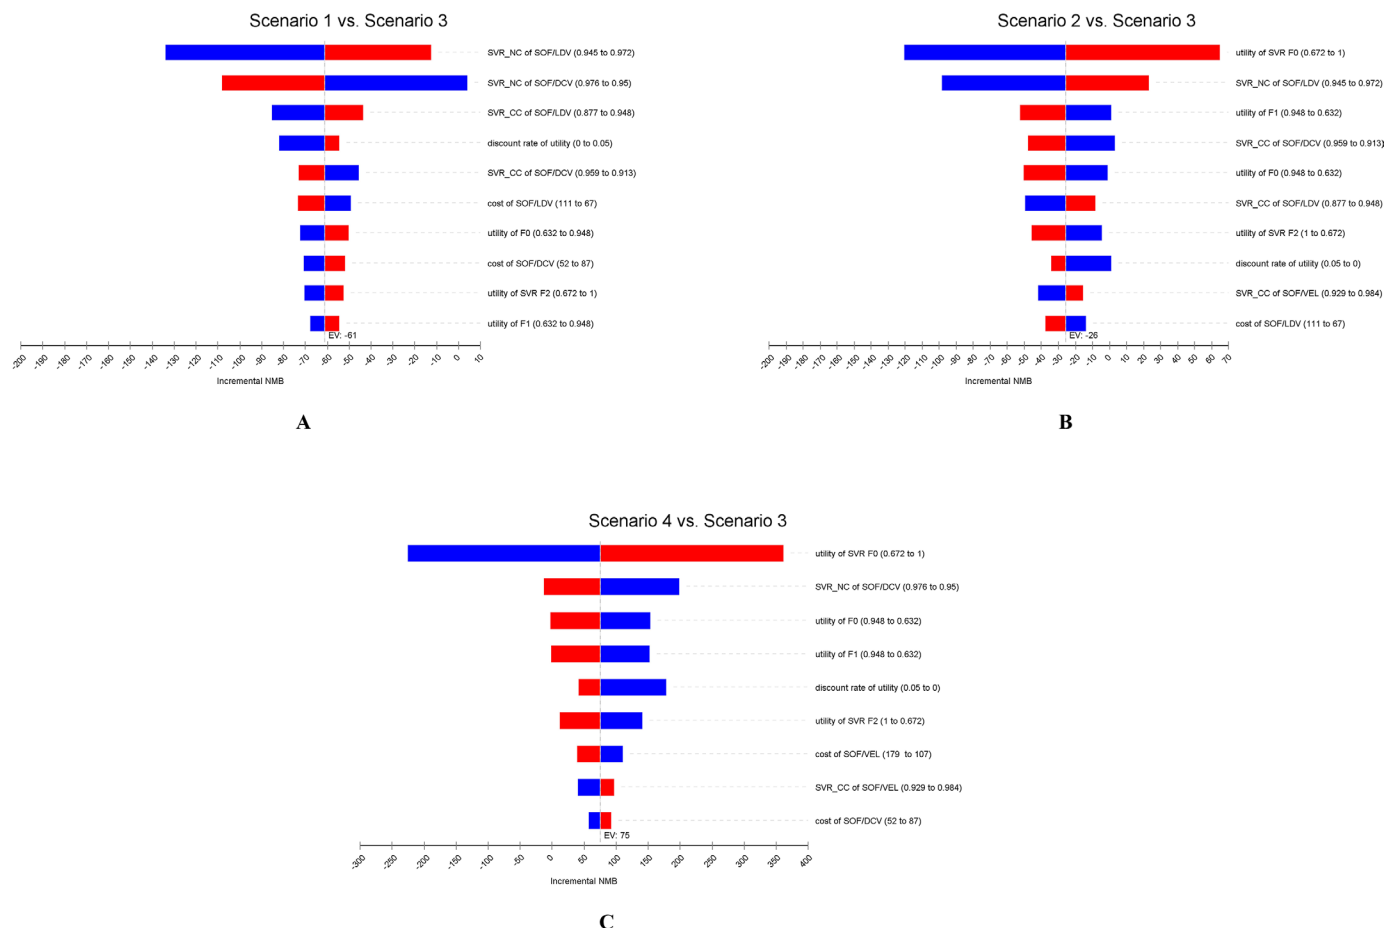 Scenario 1 vs. Scenario 3
SVR_NC of SOF/LDV (0.945 to 0.972)
SVR_NC of SOF/DCV (0.976 to 0.95)
SVR_CC of SOF/LDV (0.877 to 0.948)
discount rate of utility (0 to 0.05)
SVR_CC of SOF/DCV (0.959 to 0.913)
cost of SOF/LDV (111 to 67)
utility of F0 (0.632 to 0.948)
cost of SOF/DCV (52 to 87)
utility of SVR F2 (0.672 to 1)
utility of F1 (0.632 to 0.948)
EV: -61
-200 -190 -180 -170 -160 -150 -140 -130 -120 -110 -100 -90 -80 -70 -60 -50 -40 -30 -20 -10 0 10
Incremental NMB
A
Scenario 2 vs. Scenario 3
utility of SVR F0 (0.672 to 1)
SVR_NC of SOF/LDV (0.945 to 0.972)
utility of F1 (0.948 to 0.632)
SVR_CC of SOF/DCV (0.959 to 0.913)
utility of F0 (0.948 to 0.632)
SVR_CC of SOF/LDV (0.877 to 0.948)
utility of SVR F2 (1 to 0.672)
discount rate of utility (0.05 to 0)
SVR_CC of SOF/VEL (0.929 to 0.984)
cost of SOF/LDV (111 to 67)
EV: -26
-200 -190 -180 -170 -160 -150 -140 -130 -120 -110 -100 -90 -80 -70 -60 -50 -40 -30 -20 -10 0 10 20 30 40 50 60 70
Incremental NMB
B
Scenario 4 vs. Scenario 3
utility of SVR F0 (0.672 to 1)
SVR_NC of SOF/DCV (0.976 to 0.95)
utility of F0 (0.948 to 0.632)
utility of F1 (0.948 to 0.632)
discount rate of utility (0.05 to 0)
utility of SVR F2 (1 to 0.672)
cost of SOF/VEL (179 to 107)
SVR_CC of SOF/VEL (0.929 to 0.984)
cost of SOF/DCV (52 to 87)
EV: 75
-300 -250 -200 -150 -100 -50 0 50 100 150 200 250 300 350 400
Incremental NMB
C